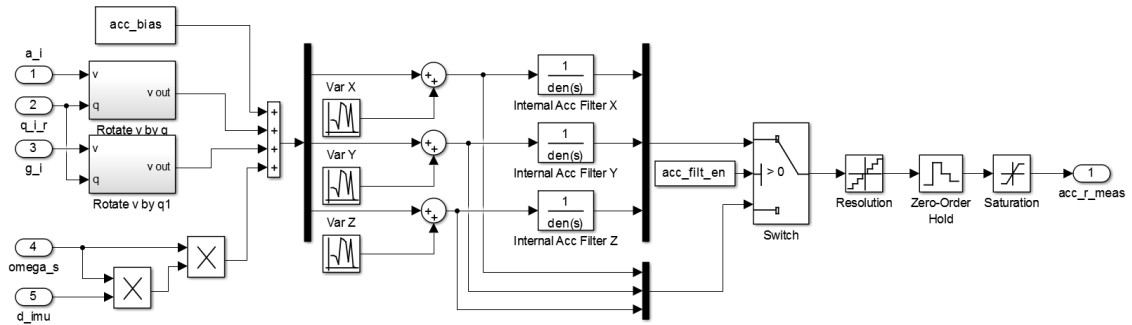 acc_bias
a_i
1
v
q
v out
2
q_i_r
Rotate v by q
3
g_i
v
q
v out
Rotate v by q1
4
omega_s
5
d_imu
+
+
+
+
Var X
Var Y
Var Z
+
+
+
+
+
+
1
den(s)
Internal Acc Filter X
1
den(s)
Internal Acc Filter Y
1
den(s)
Internal Acc Filter Z
acc_filt_en
> 0
Switch
Resolution
Zero-Order
Hold
Saturation
1
acc_r_meas